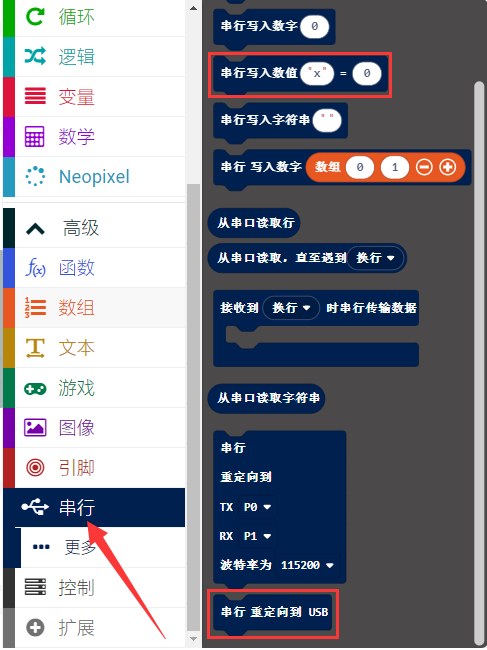 循环
逻辑
变量
数学
Neopixel
高级
f(x) 函数
数组
文本
游戏
图像
引脚
串行
更多
控制
扩展
串行写入数字 0
串行写入数值 "x" = 0
串行写入字符串 " "
串行 写入数字 数组 0 1
从串口读取行
从串口读取，直至遇到 换行
接收到 换行 时串行传输数据
从串口读取字符串
串行
重定向到
TX P0
RX P1
波特率为 115200
串行 重定向到 USB